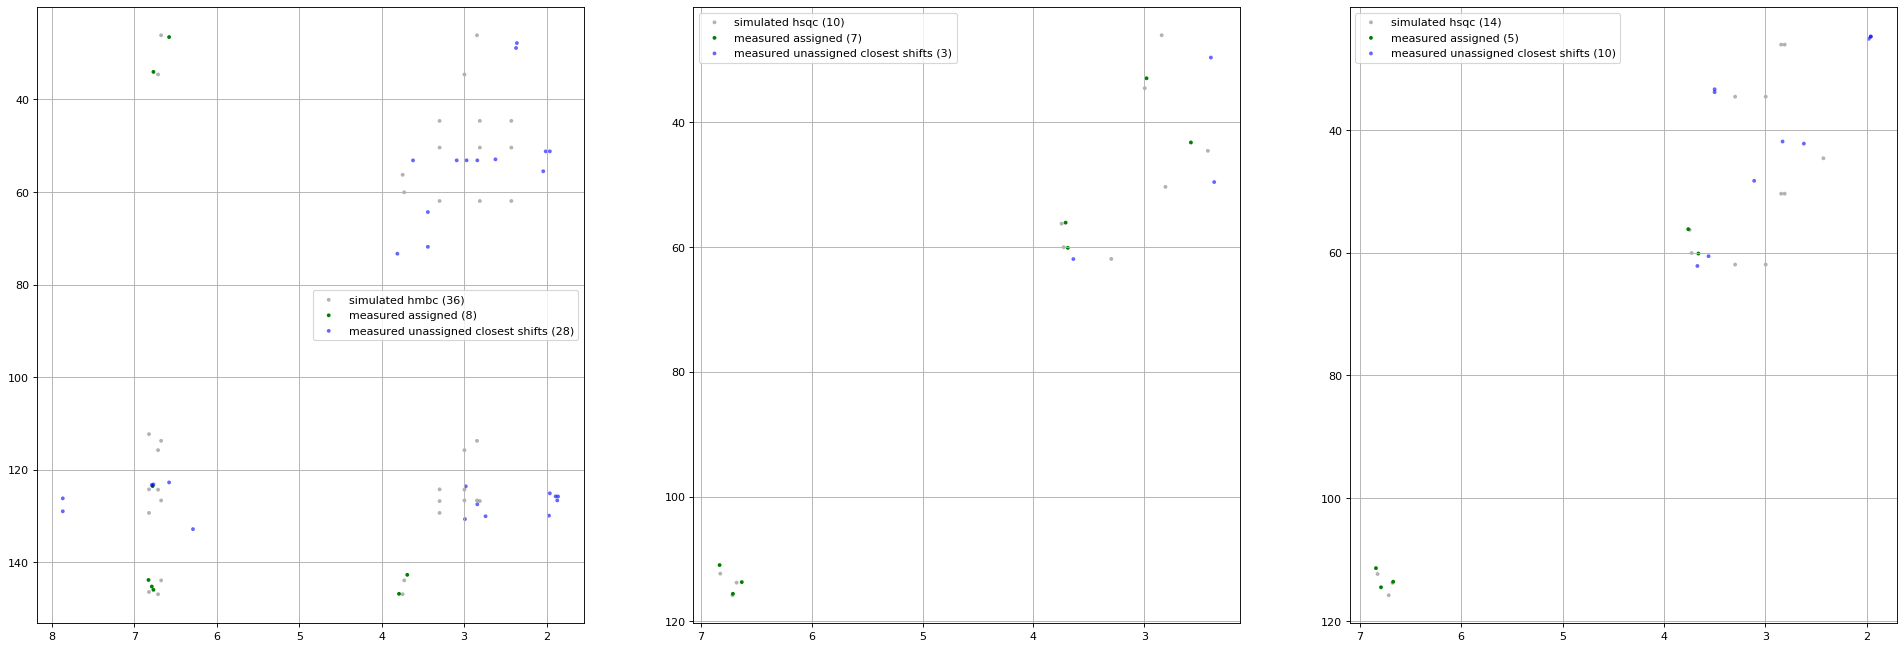 simulated hmbc (36)
measured assigned (8)
measured unassigned closest shifts (28)
40
60
80
100
120
140
8 7 6 5 4 3 2
simulated hsqc (10)
measured assigned (7)
measured unassigned closest shifts (3)
40
60
80
100
120
7 6 5 4 3
simulated hsqc (14)
measured assigned (5)
measured unassigned closest shifts (10)
40
60
80
100
120
7 6 5 4 3 2